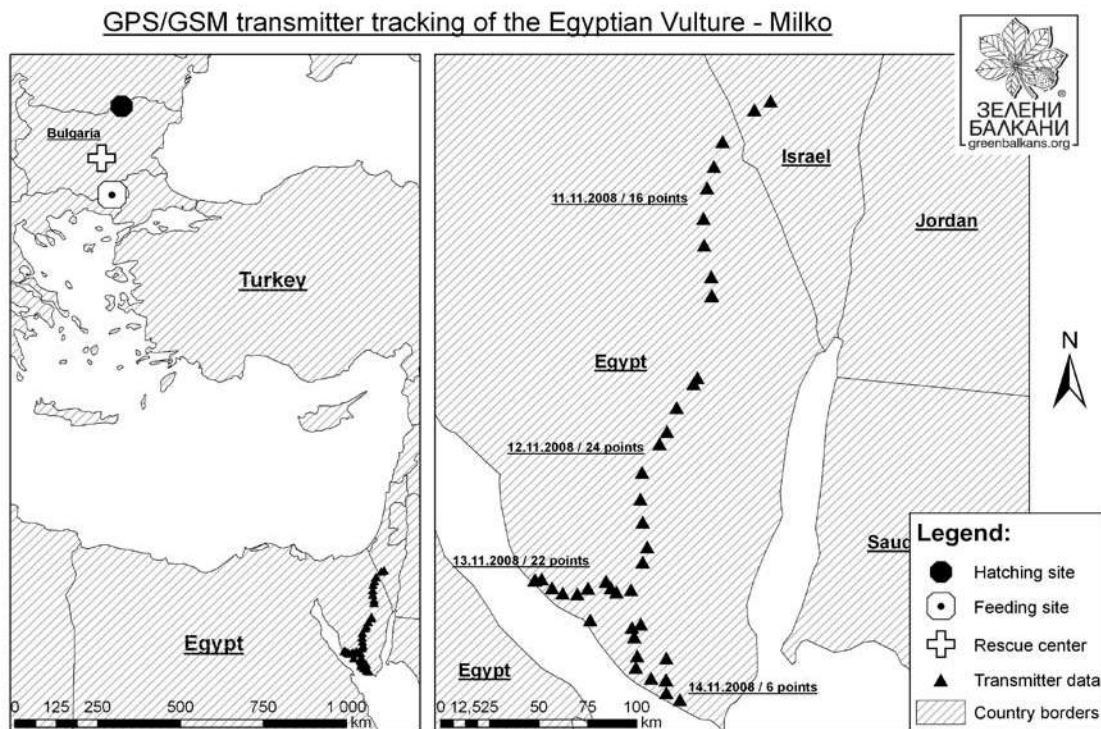 GPS/GSM transmitter tracking of the Egyptian Vulture - Milko
Bulgaria
Turkey
Egypt
0 125 250 500 750 1 000
km
ЗЕЛЕНИ
БАЛКАНИ
greenbalkans.org
®
Israel
11.11.2008 / 16 points
Jordan
Egypt
12.11.2008 / 24 points
13.11.2008 / 22 points
Egypt
14.11.2008 / 6 points
0 12,525 50 75 100
km
N
Legend:
Hatching site
Feeding site
Rescue center
Transmitter data
Country borders